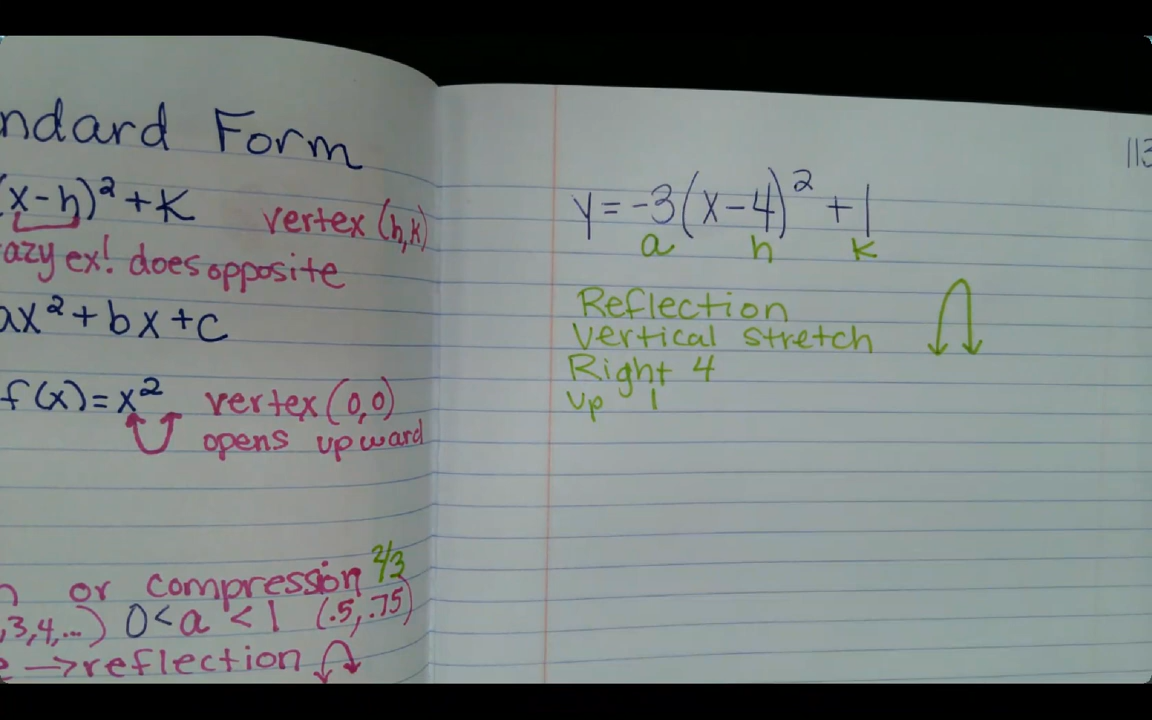 ndard Form
(x-h)² + K vertex (h,k)
azy ex! does opposite
ax² + bx + c
f(x) = x² vertex (0,0)
opens upward
or compression 2/3
,3,4,...) 0 < a < 1 (.5, .75)
→ reflection
113
y = -3(x-4)² + 1
a h k
Reflection
Vertical stretch
Right 4
Up 1